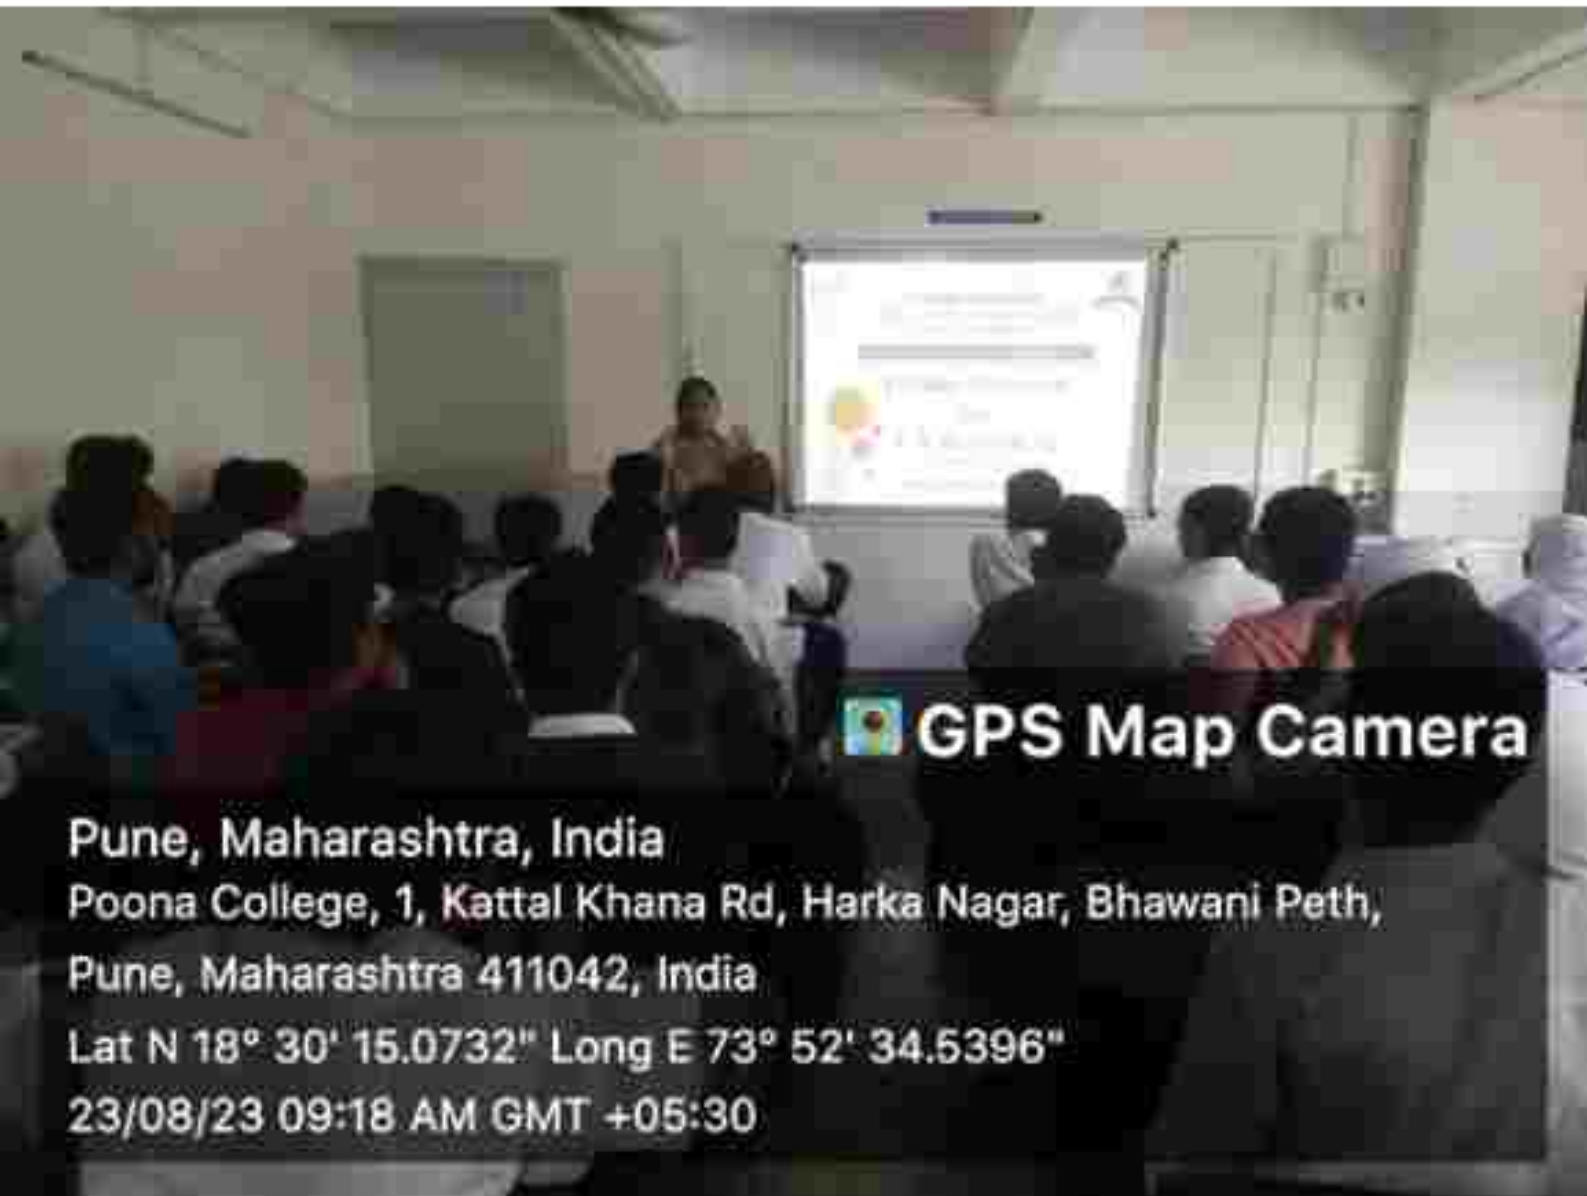 GPS Map Camera
Pune, Maharashtra, India
Poona College, 1, Kattal Khana Rd, Harka Nagar, Bhawani Peth,
Pune, Maharashtra 411042, India
Lat N 18° 30' 15.0732" Long E 73° 52' 34.5396"
23/08/23 09:18 AM GMT +05:30